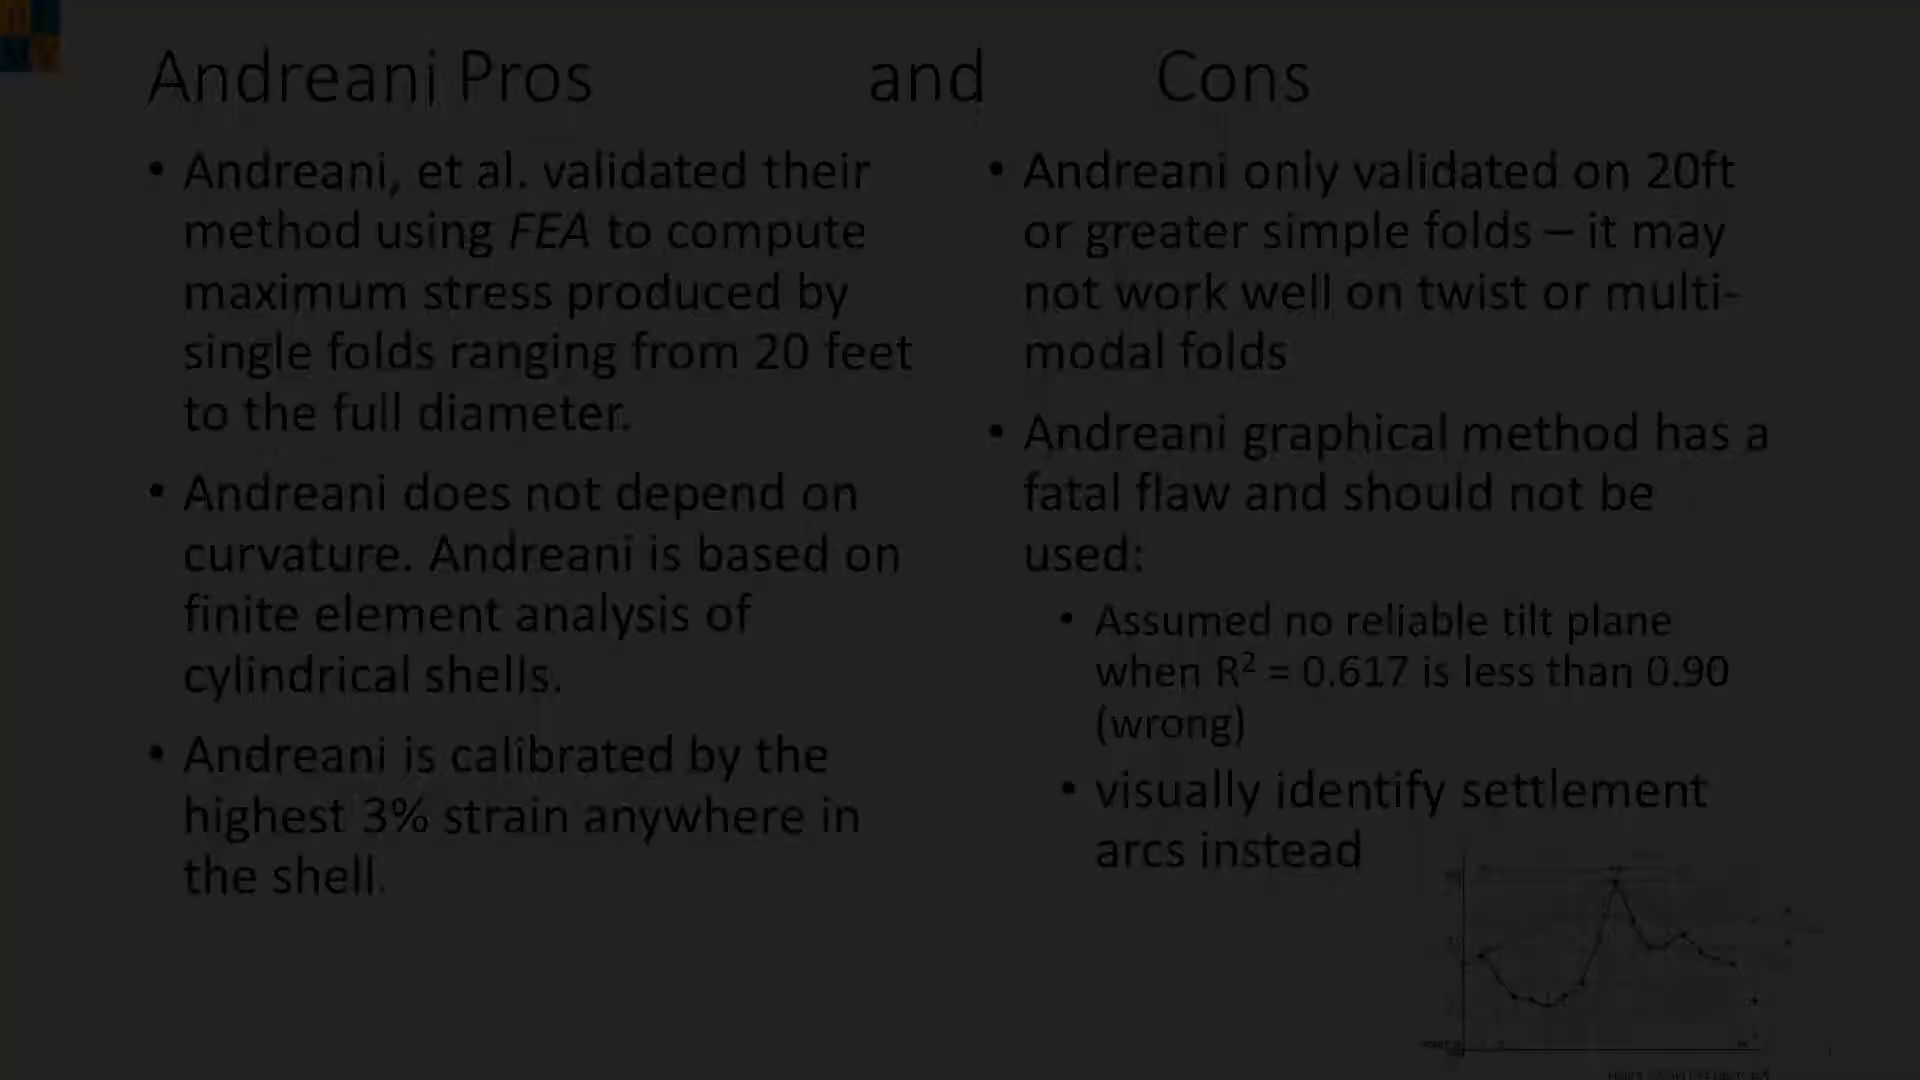 Andreani Pros and Cons
• Andreani, et al. validated their
method using FEA to compute
maximum stress produced by
single folds ranging from 20 feet
to the full diameter.
• Andreani does not depend on
curvature. Andreani is based on
finite element analysis of
cylindrical shells.
• Andreani is calibrated by the
highest 3% strain anywhere in
the shell.
• Andreani only validated on 20ft
or greater simple folds – it may
not work well on twist or multi-
modal folds
• Andreani graphical method has a
fatal flaw and should not be
used:
• Assumed no reliable tilt plane
when R² = 0.617 is less than 0.90
(wrong)
• visually identify settlement
arcs instead